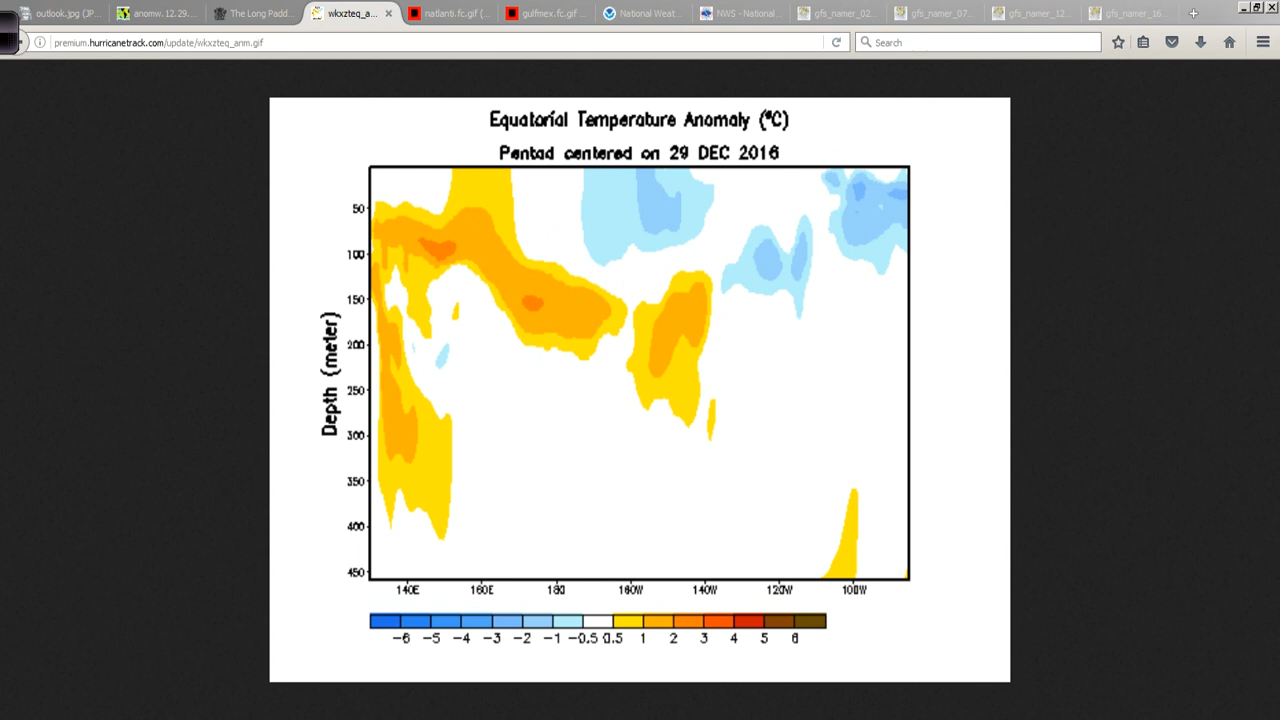 outlook.jpg (JP...
anomw. 12.29....
The Long Padd...
wkxzteq_a...
natlanti.fc.gif (...
gulfmex.fc.gif ...
National Weat...
NWS - National...
gfs_namer_02...
gfs_namer_07...
gfs_namer_12...
gfs_namer_16...
premium.hurricanetrack.com/update/wkxzteq_anm.gif
Search
Equatorial Temperature Anomaly (°C)
Pentad centered on 29 DEC 2016
Depth (meter)
50
100
150
200
250
300
350
400
450
140E 160E 180 160W 140W 120W 100W
-6 -5 -4 -3 -2 -1 -0.5 0.5 1 2 3 4 5 6